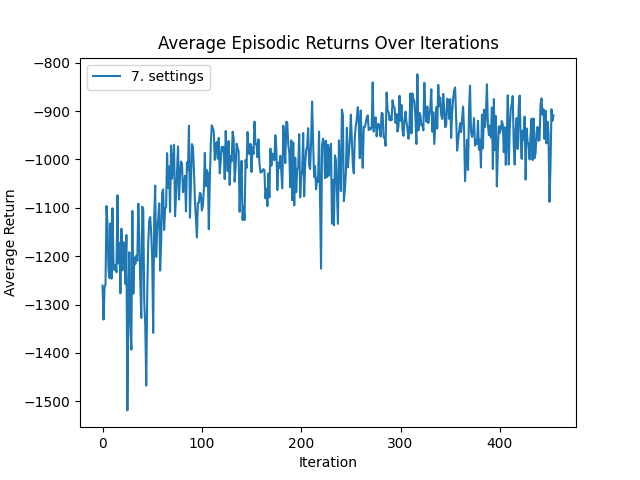 Average Episodic Returns Over Iterations
7. settings
Average Return
−800
−900
−1000
−1100
−1200
−1300
−1400
−1500
0 100 200 300 400
Iteration